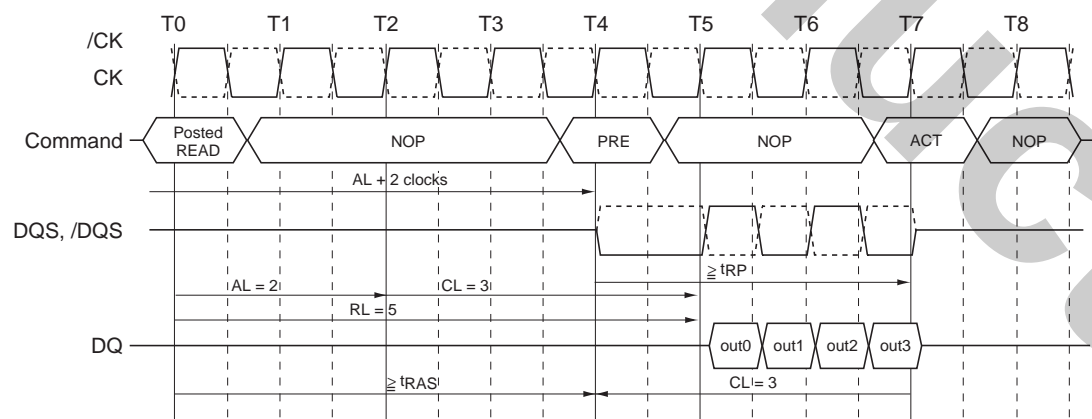 T0 T1 T2 T3 T4 T5 T6 T7 T8
/CK
CK
Command
Posted
READ
NOP
PRE
NOP
ACT
NOP
AL + 2 clocks
DQS, /DQS
≧ tRP
AL = 2
CL = 3
RL = 5
DQ
out0 out1 out2 out3
≧ tRAS
CL = 3